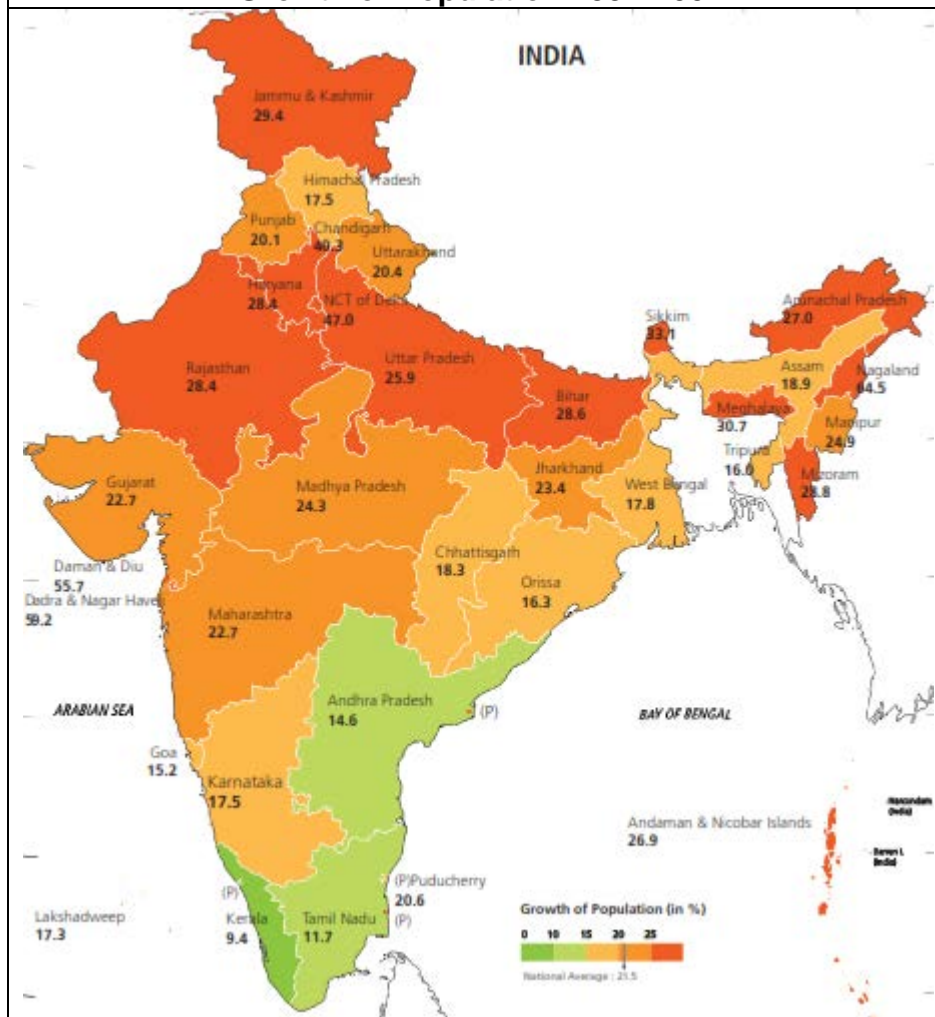 INDIA
Jammu & Kashmir
29.4
Himachal Pradesh
17.5
Punjab
20.1
Chandigarh
40.3
Uttarakhand
20.4
Haryana
28.4
NCT of Delhi
47.0
Rajasthan
28.4
Uttar Pradesh
25.9
Bihar
28.6
Sikkim
33.1
Arunachal Pradesh
27.0
Assam
18.9
Nagaland
64.5
Meghalaya
30.7
Manipur
24.9
Tripura
16.0
Mizoram
28.8
Gujarat
22.7
Madhya Pradesh
24.3
Jharkhand
23.4
West Bengal
17.8
Chhattisgarh
18.3
Orissa
16.3
Daman & Diu
55.7
Dadra & Nagar Have
59.2
Maharashtra
22.7
Andhra Pradesh
14.6
(P)
ARABIAN SEA
BAY OF BENGAL
Goa
15.2
Karnataka
17.5
Andaman & Nicobar Islands
26.9
Narcondam
(India)
Barren I.
(India)
(P)
(P)Puducherry
20.6
(P)
Lakshadweep
17.3
Kerala
9.4
Tamil Nadu
11.7
Growth of Population (in %)
0 10 15 20 25
National Average : 21.5